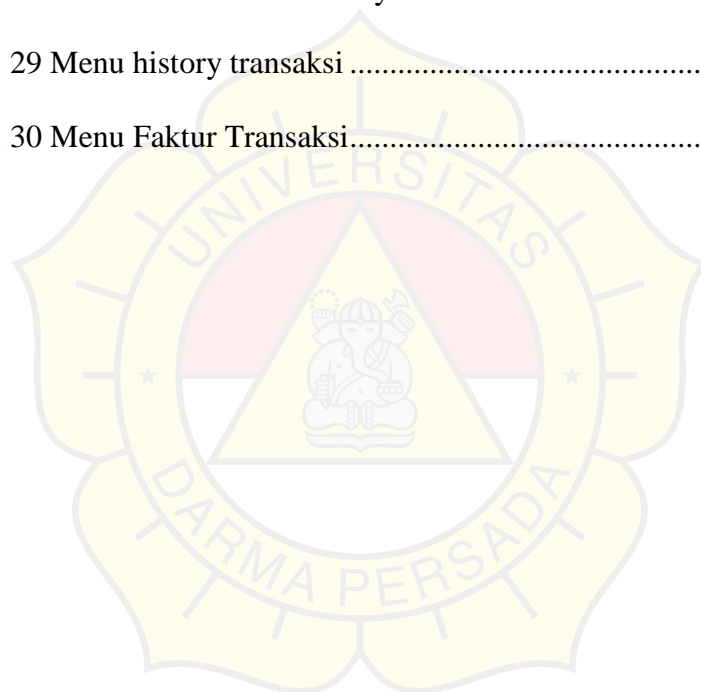 29 Menu history transaksi .....................................
30 Menu Faktur Transaksi.....................................
UNIVERSITAS
DARMA PERSADA